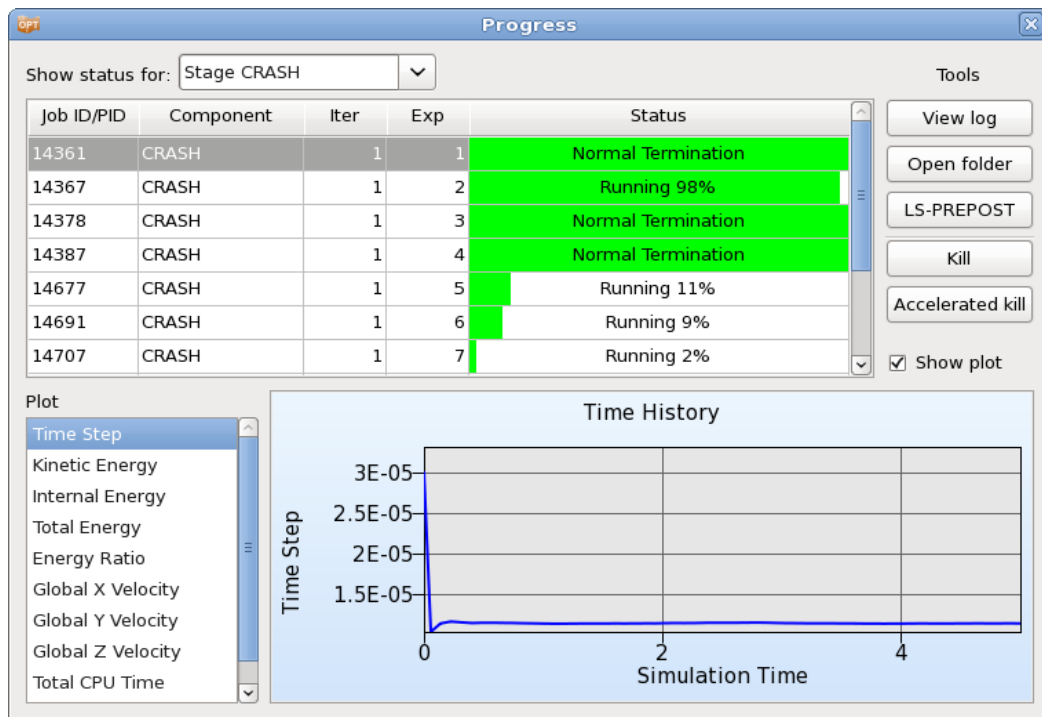 OPT
Progress
Show status for: Stage CRASH
Tools
Job ID/PID Component Iter Exp Status
14361 CRASH 1 1 Normal Termination
14367 CRASH 1 2 Running 98%
14378 CRASH 1 3 Normal Termination
14387 CRASH 1 4 Normal Termination
14677 CRASH 1 5 Running 11%
14691 CRASH 1 6 Running 9%
14707 CRASH 1 7 Running 2%
View log
Open folder
LS-PREPOST
Kill
Accelerated kill
Show plot
Plot
Time Step
Kinetic Energy
Internal Energy
Total Energy
Energy Ratio
Global X Velocity
Global Y Velocity
Global Z Velocity
Total CPU Time
Time History
Time Step
3E-05
2.5E-05
2E-05
1.5E-05
0 2 4
Simulation Time